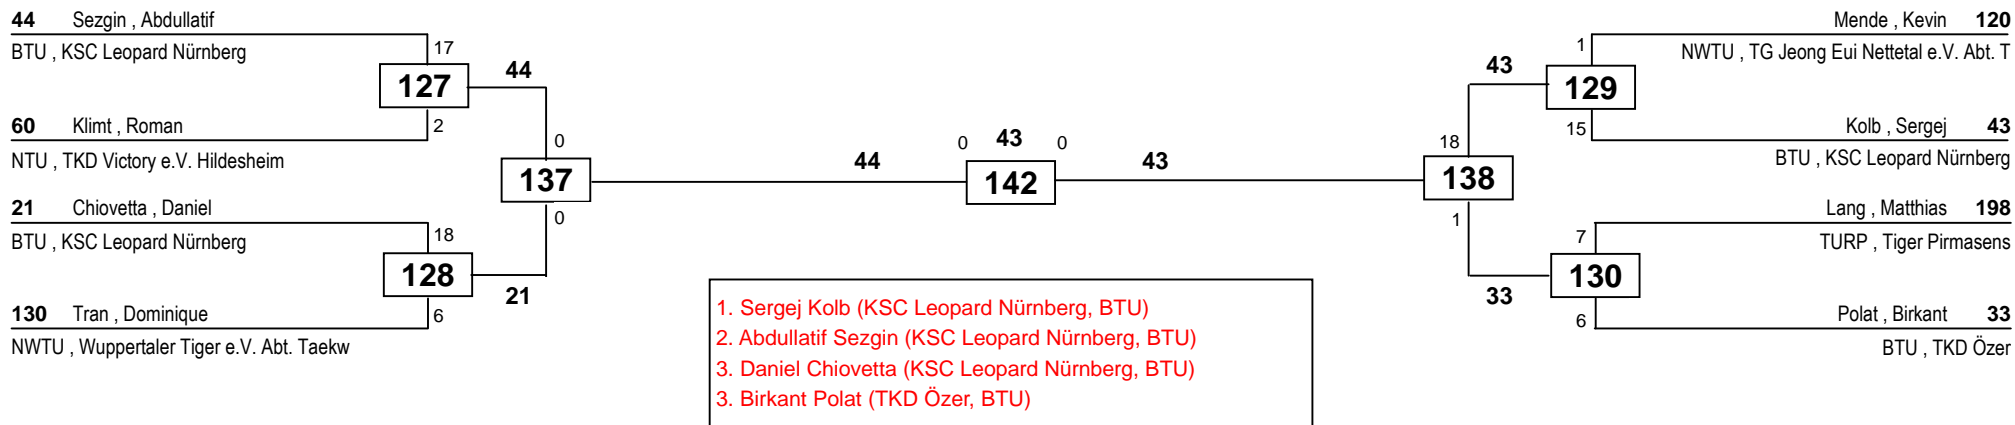 44 Sezgin , Abdullatif
BTU , KSC Leopard Nürnberg
17
127
44
2
60 Klimt , Roman
NTU , TKD Victory e.V. Hildesheim
0
137
0
21 Chiovetta , Daniel
BTU , KSC Leopard Nürnberg
18
128
21
6
130 Tran , Dominique
NWTU , Wuppertaler Tiger e.V. Abt. Taekw
44
0 43 0
142
43
Mende , Kevin 120
NWTU , TG Jeong Eui Nettetal e.V. Abt. T
1
43
129
15
Kolb , Sergej 43
BTU , KSC Leopard Nürnberg
18
138
1
Lang , Matthias 198
TURP , Tiger Pirmasens
7
130
33
6
Polat , Birkant 33
BTU , TKD Özer
1. Sergej Kolb (KSC Leopard Nürnberg, BTU)
2. Abdullatif Sezgin (KSC Leopard Nürnberg, BTU)
3. Daniel Chiovetta (KSC Leopard Nürnberg, BTU)
3. Birkant Polat (TKD Özer, BTU)